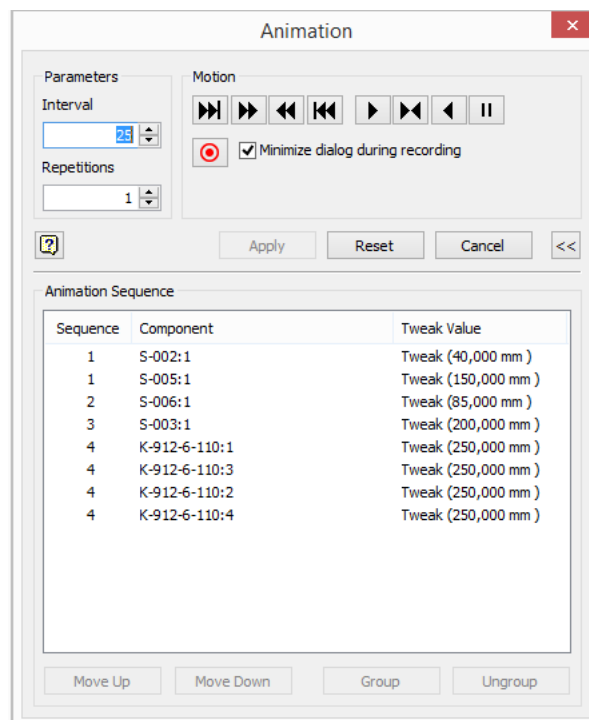 Animation
Parameters
Motion
Interval
25
Minimize dialog during recording
Repetitions
1
Apply Reset Cancel <<
Animation Sequence
Sequence Component Tweak Value
1 S-002:1 Tweak (40,000 mm )
1 S-005:1 Tweak (150,000 mm )
2 S-006:1 Tweak (85,000 mm )
3 S-003:1 Tweak (200,000 mm )
4 K-912-6-110:1 Tweak (250,000 mm )
4 K-912-6-110:3 Tweak (250,000 mm )
4 K-912-6-110:2 Tweak (250,000 mm )
4 K-912-6-110:4 Tweak (250,000 mm )
Move Up Move Down Group Ungroup